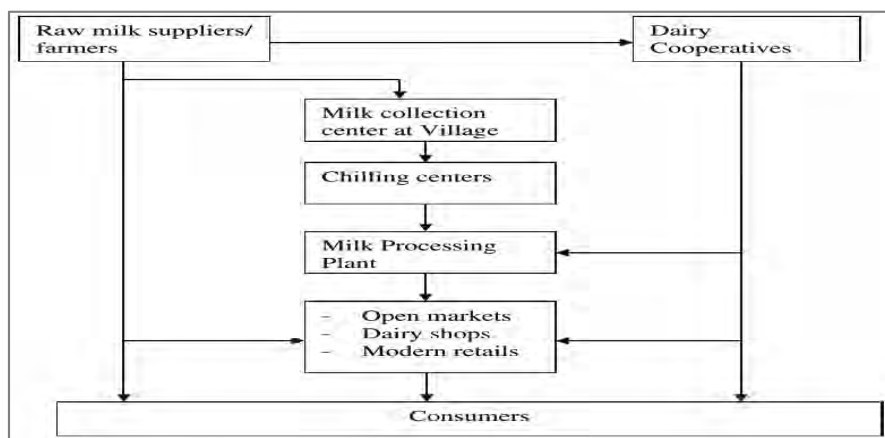 Raw milk suppliers/
farmers
Dairy
Cooperatives
Milk collection
center at Village
Chilling centers
Milk Processing
Plant
- Open markets
- Dairy shops
- Modern retails
Consumers